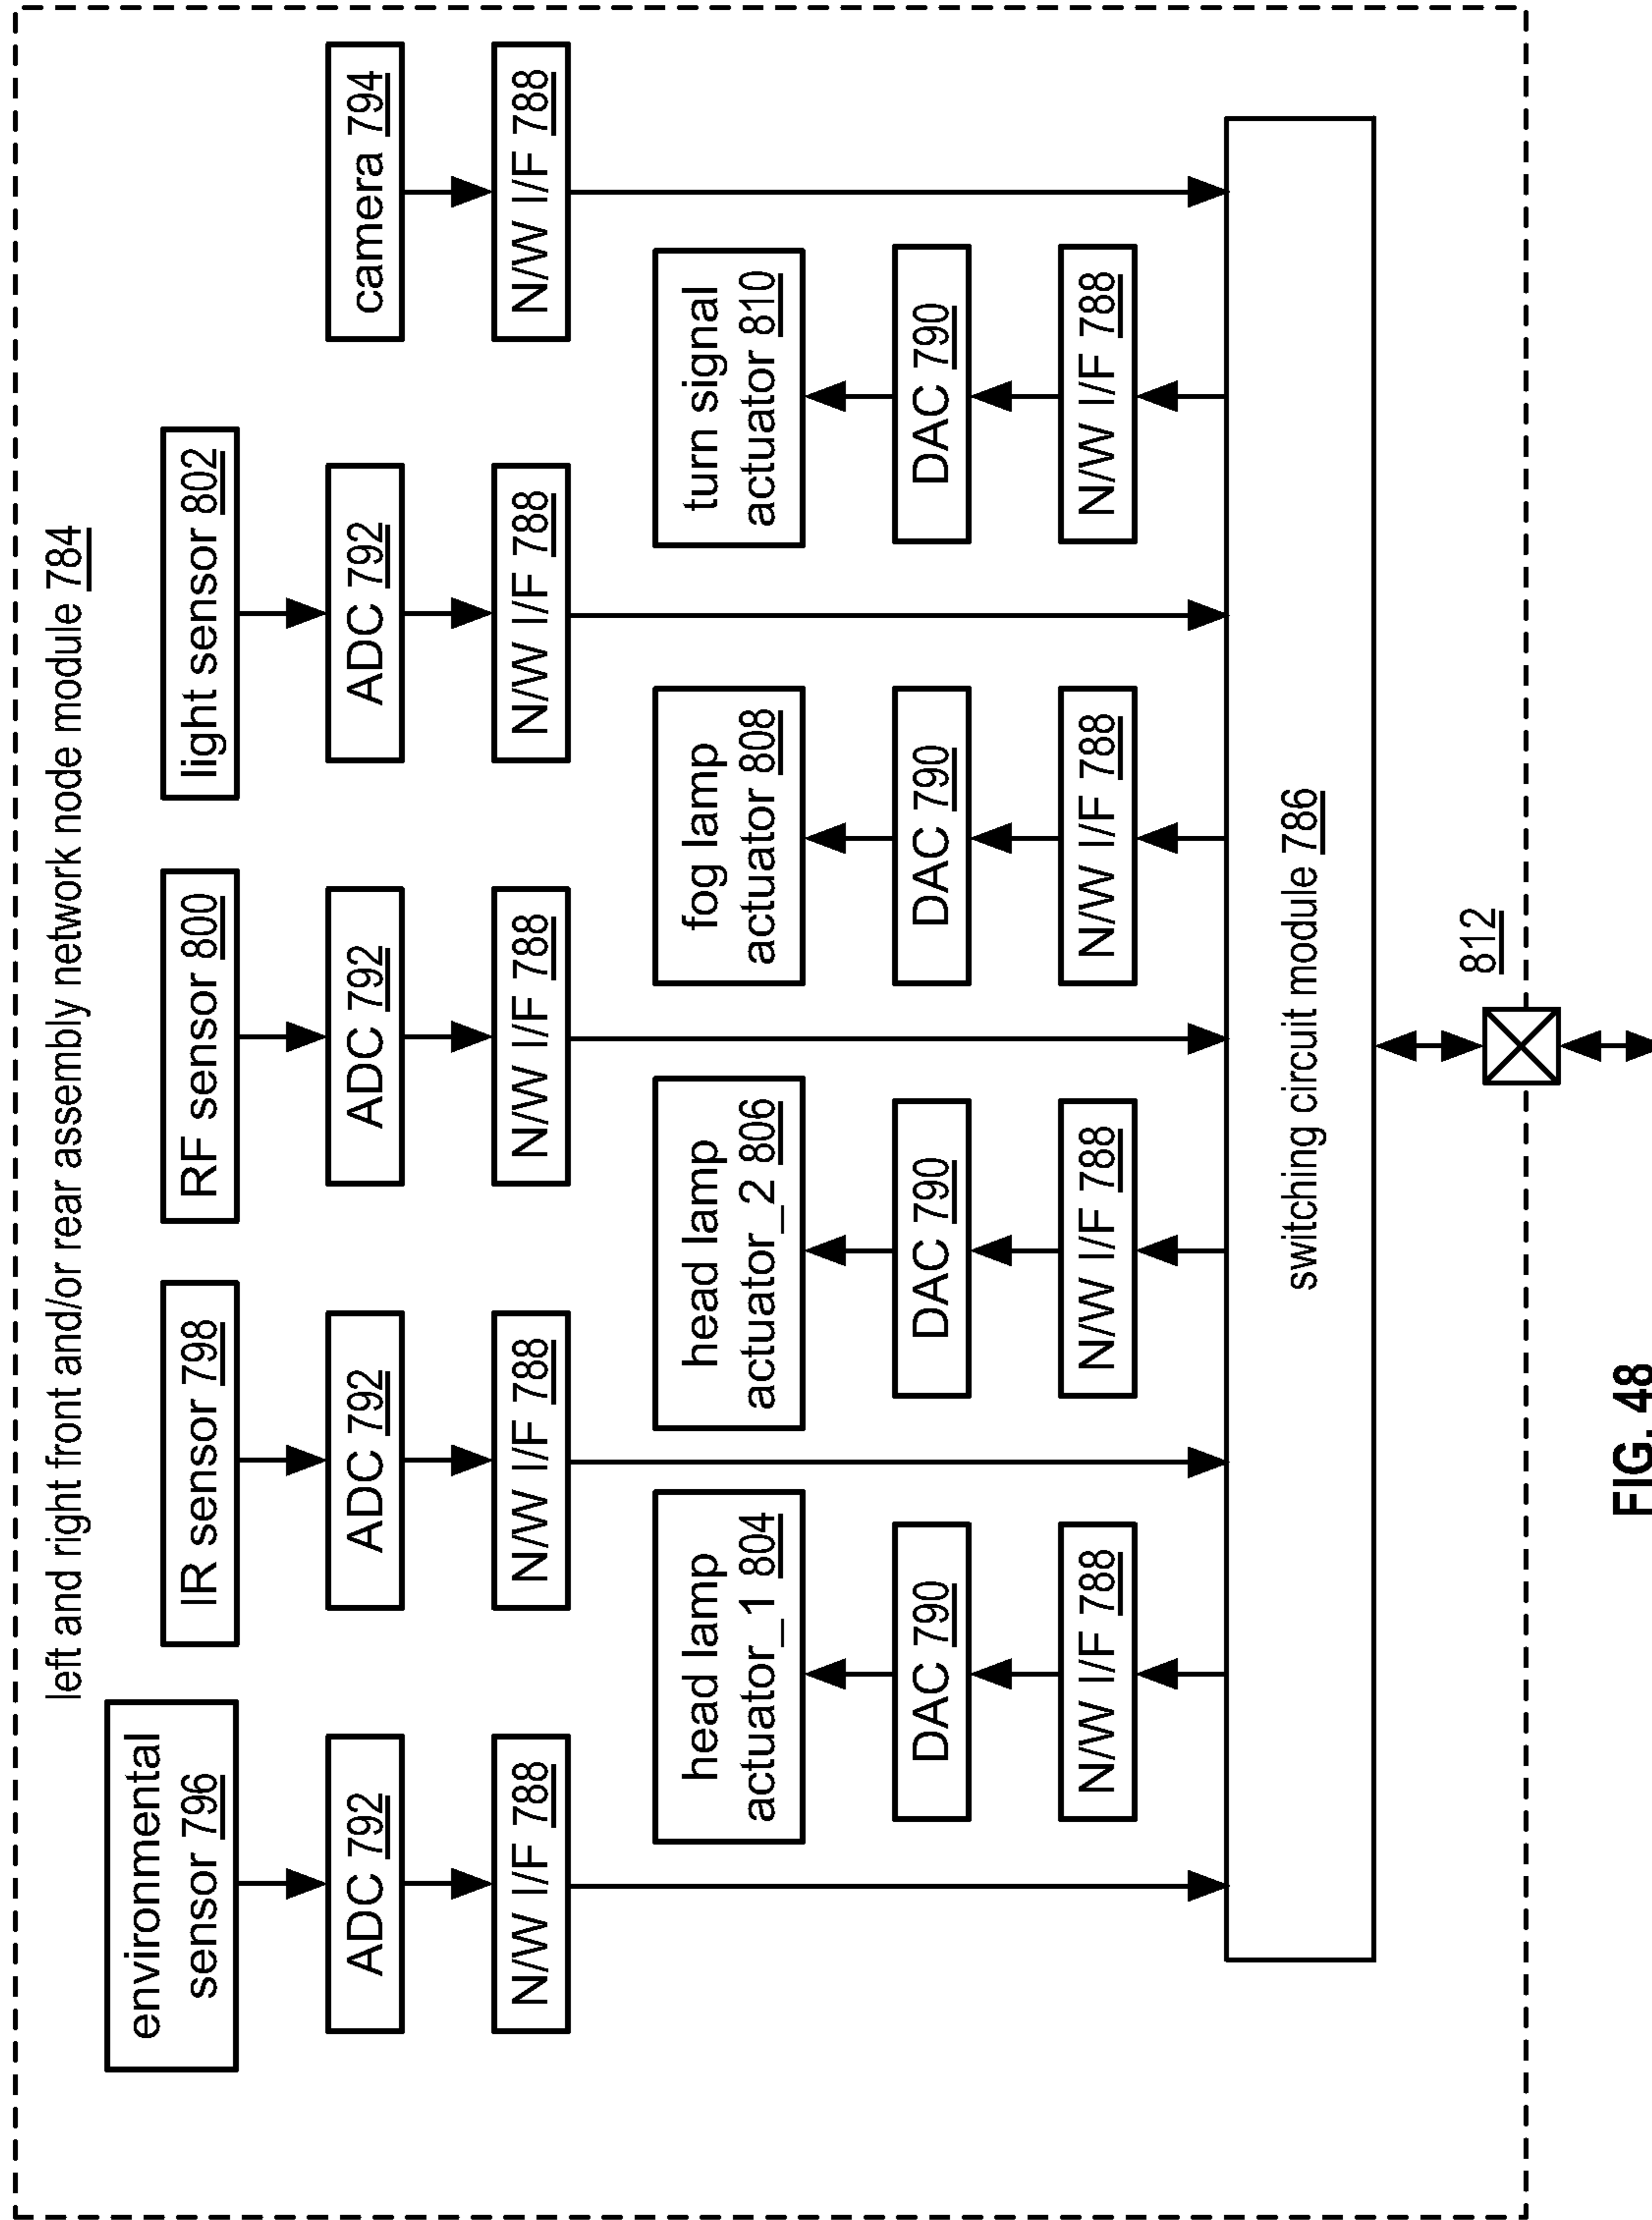 left and right front and/or rear assembly network node module 784
environmental
sensor 796
IR sensor 798
RF sensor 800
light sensor 802
ADC 792
ADC 792
ADC 792
ADC 792
camera 794
N/W I/F 788
N/W I/F 788
N/W I/F 788
N/W I/F 788
N/W I/F 788
head lamp
actuator_1 804
head lamp
actuator_2 806
fog lamp
actuator 808
turn signal
actuator 810
DAC 790
DAC 790
DAC 790
DAC 790
N/W I/F 788
N/W I/F 788
N/W I/F 788
N/W I/F 788
switching circuit module 786
812
FIG. 48